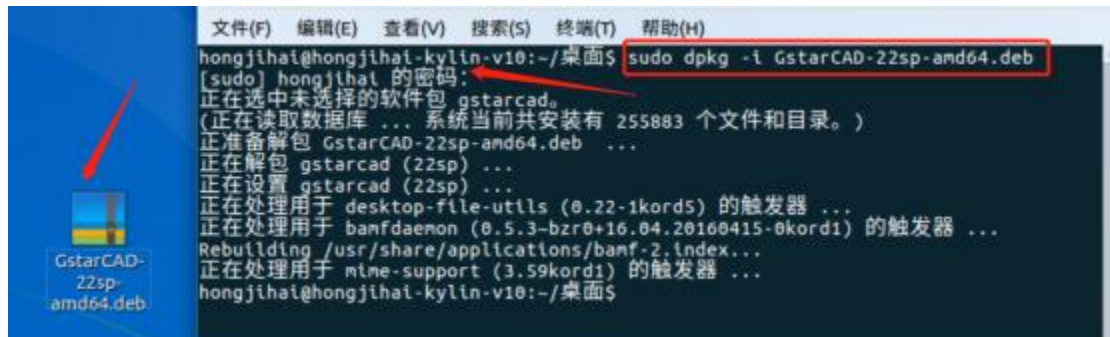 文件(F) 编辑(E) 查看(V) 搜索(S) 终端(T) 帮助(H)
hongjihai@hongjihai-kylin-v10:~/桌面$ sudo dpkg -i GstarCAD-22sp-amd64.deb
[sudo] hongjihai 的密码:
正在选中未选择的软件包 gstarcad。
(正在读取数据库 ... 系统当前共安装有 255883 个文件和目录。)
正准备解包 GstarCAD-22sp-amd64.deb ...
正在解包 gstarcad (22sp) ...
正在设置 gstarcad (22sp) ...
正在处理用于 desktop-file-utils (0.22-1kord5) 的触发器 ...
正在处理用于 bamfdaemon (0.5.3~bzr0+16.04.20160415-0kord1) 的触发器 ...
Rebuilding /usr/share/applications/bamf-2.index...
正在处理用于 mime-support (3.59kord1) 的触发器 ...
hongjihai@hongjihai-kylin-v10:~/桌面$
GstarCAD-
22sp-
amd64.deb